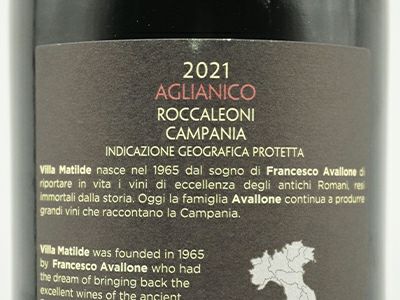 2021
AGLIANICO
ROCCALEONI
CAMPANIA
INDICAZIONE GEOGRAFICA PROTETTA
Villa Matilde nasce nel 1965 dal sogno di Francesco Avallone di
riportare in vita i vini di eccellenza degli antichi Romani, resi
immortali dalla storia. Oggi la famiglia Avallone continua a produrre
grandi vini che raccontano la Campania.
Villa Matilde was founded in 1965
by Francesco Avallone who had
the dream of bringing back the
excellent wines of the ancient